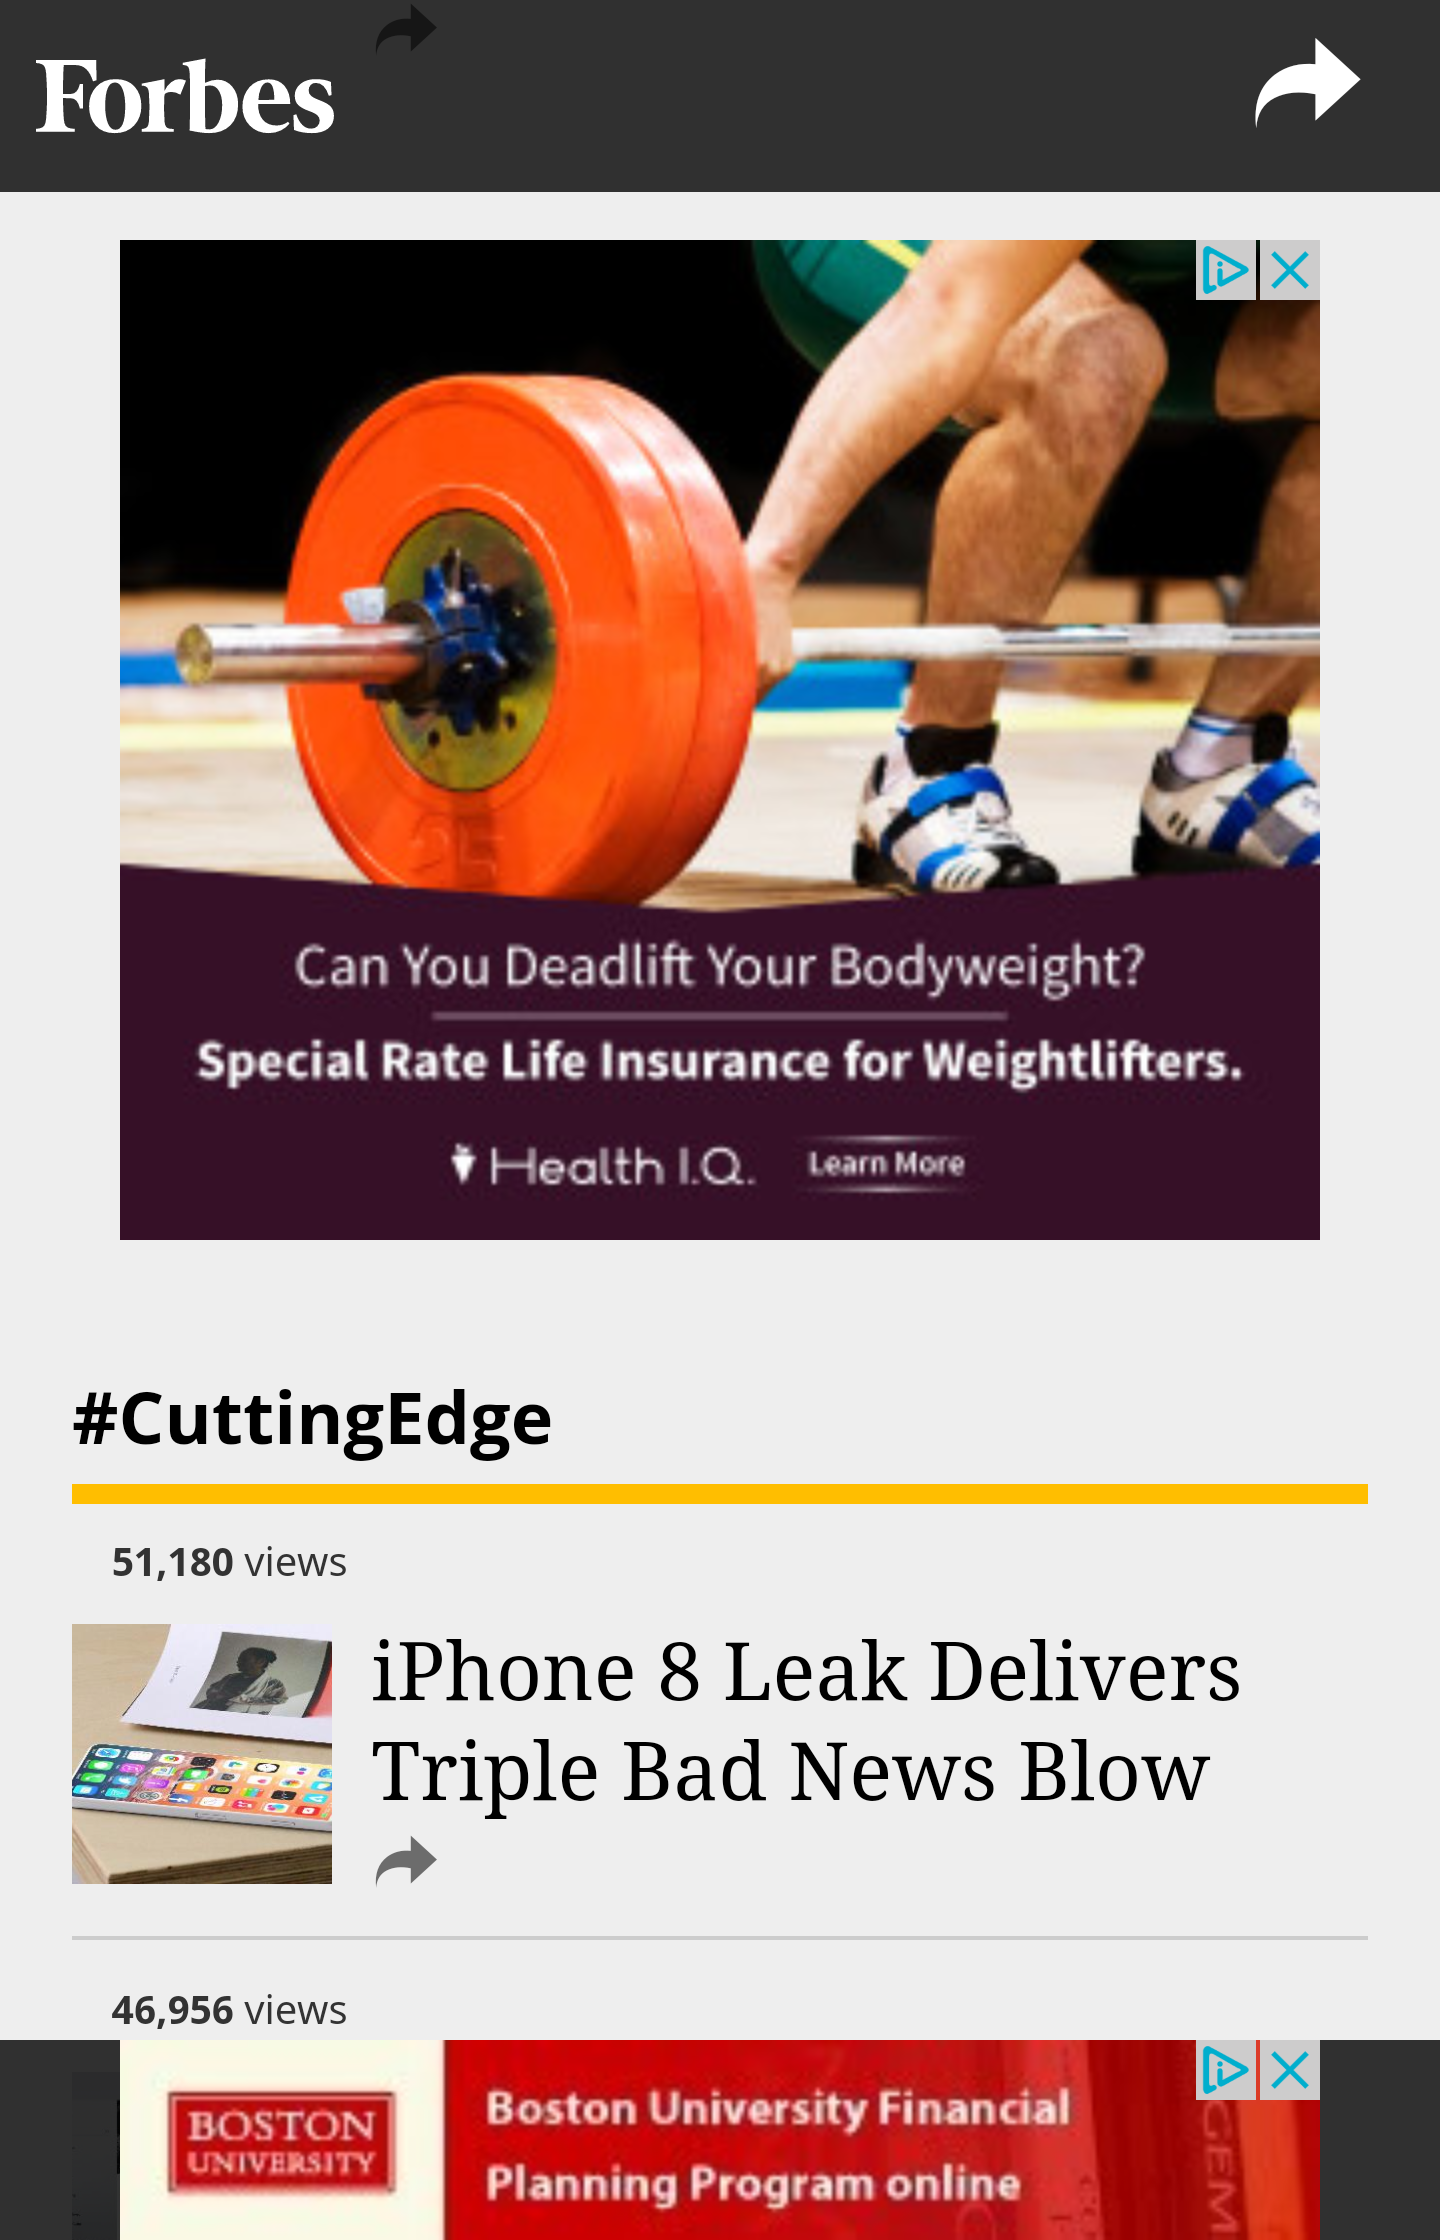 Forbes
25
Can You Deadlift Your Bodyweight?
Special Rate Life Insurance for Weightlifters.
Health I.Q.
Learn More
#CuttingEdge
51,180 views
iPhone 8 Leak Delivers
Triple Bad News Blow
46,956 views
BOSTON
UNIVERSITY
Boston University Financial
Planning Program online
GEM